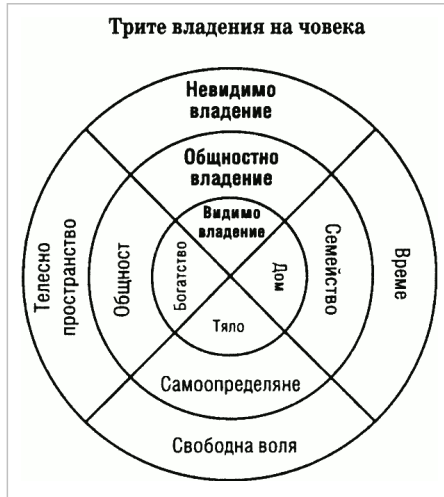 Трите владения на човека
Невидимо
владение
Общностно
владение
Видимо
владение
Телесно
пространство
Общност
Богатство
Дом
Семейство
Време
Тяло
Самоопределяне
Свободна воля